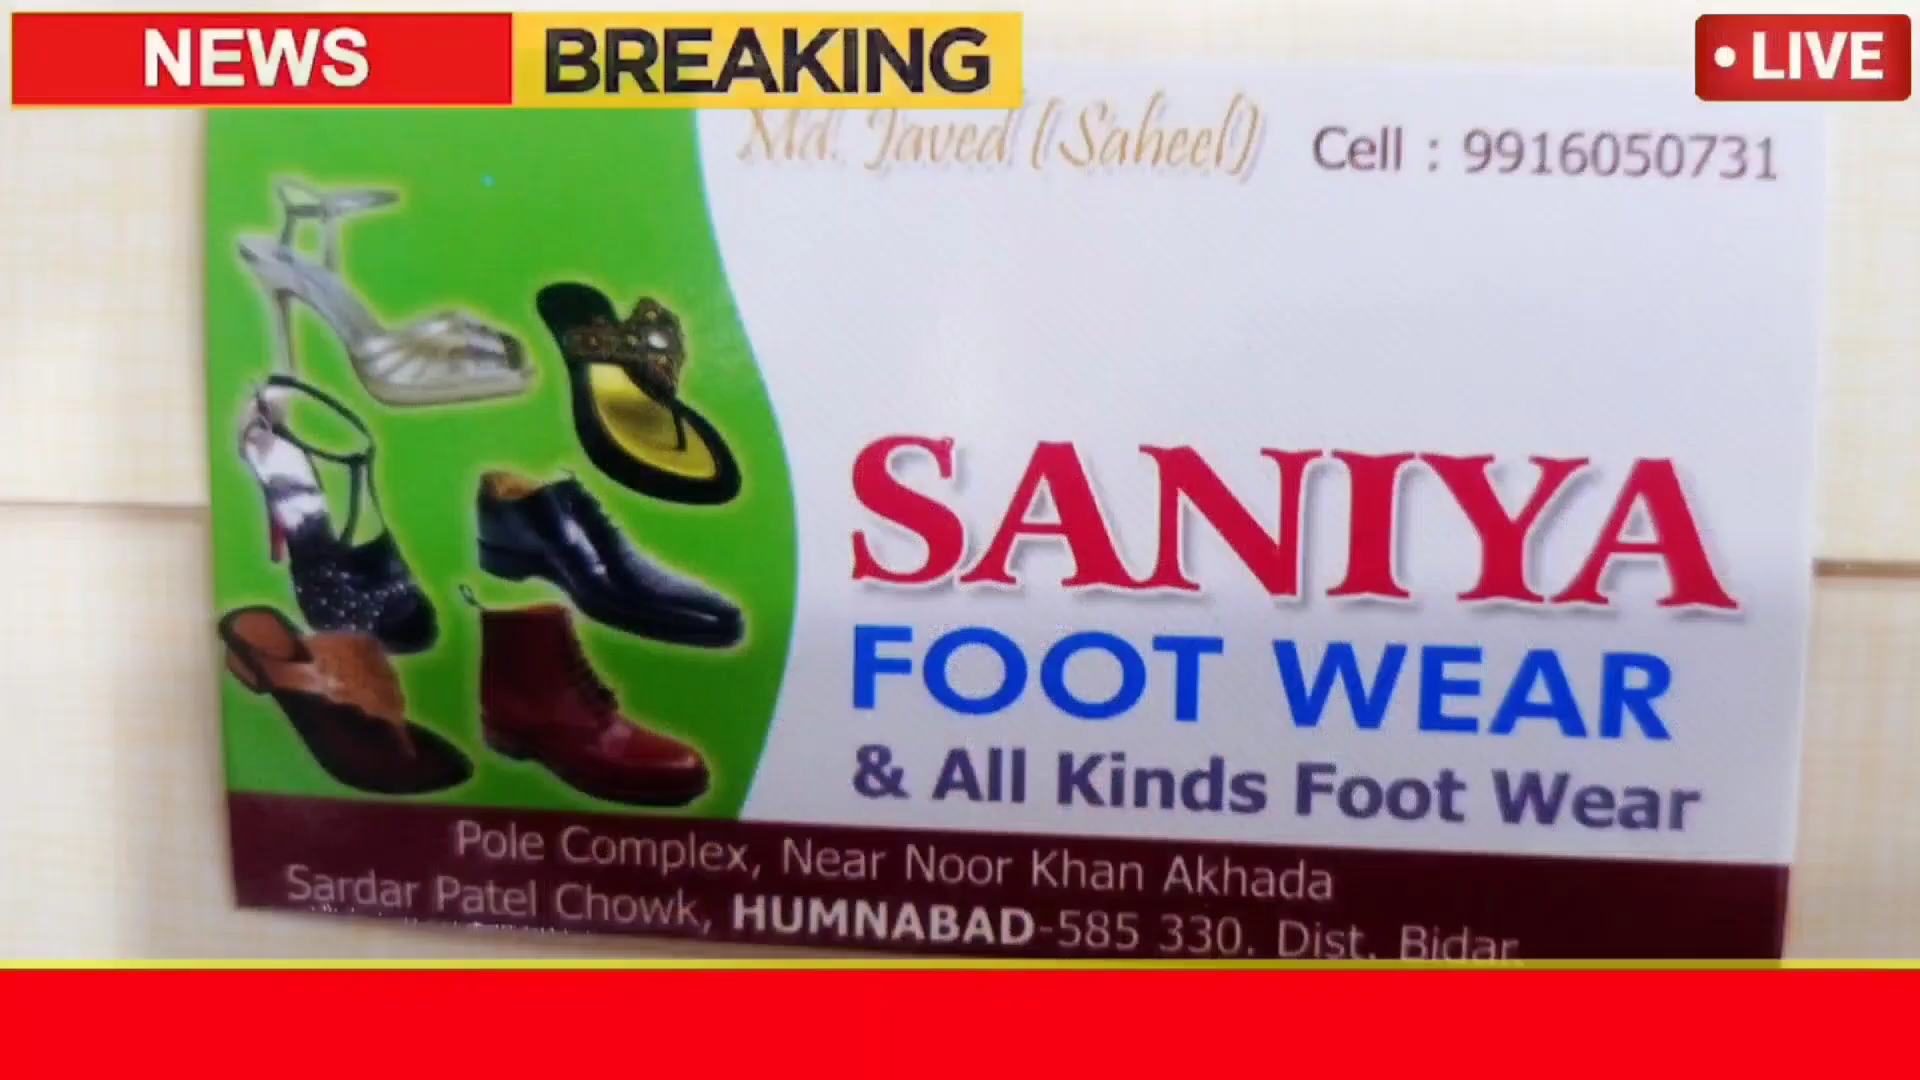 NEWS BREAKING
LIVE
Md. Javed (Saheel) Cell : 9916050731
SANIYA
FOOT WEAR
& All Kinds Foot Wear
Pole Complex, Near Noor Khan Akhada
Sardar Patel Chowk, HUMNABAD-585 330. Dist. Bidar.